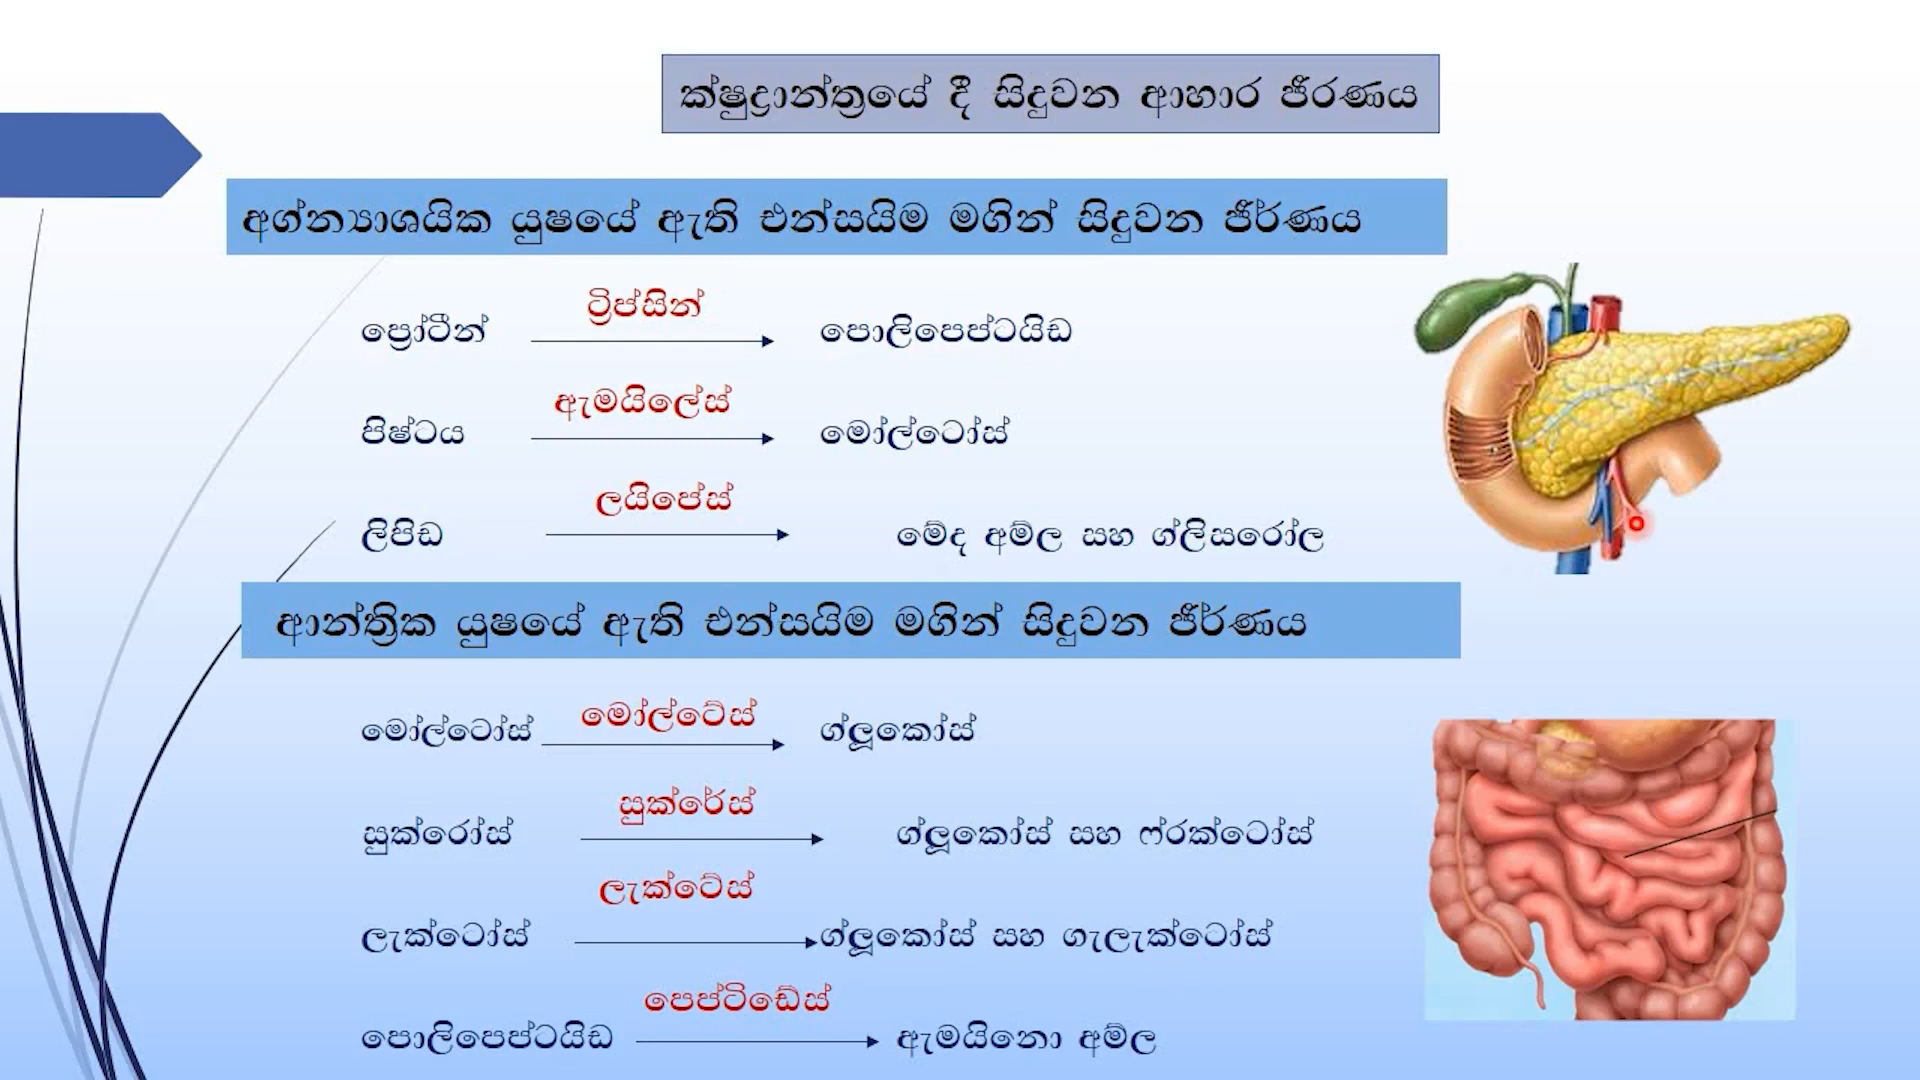 ක්ෂුද්‍රාන්ත්‍රයේ දී සිදුවන ආහාර ජීරණය
අග්න්‍යාශයික යුෂයේ ඇති එන්සයිම මගින් සිදුවන ජීර්ණය
ප්‍රෝටීන් ට්‍රිප්සින් පොලිපෙප්ටයිඩ
පිෂ්ටය ඇමයිලේස් මෝල්ටෝස්
ලිපිඩ ලයිපේස් මේද අම්ල සහ ග්ලිසරෝල
ආන්ත්‍රික යුෂයේ ඇති එන්සයිම මගින් සිදුවන ජීර්ණය
මෝල්ටෝස් මෝල්ටේස් ග්ලූකෝස්
සුක්රෝස් සුක්රේස් ග්ලූකෝස් සහ ෆ්රක්ටෝස්
ලැක්ටෝස් ලැක්ටේස් ග්ලූකෝස් සහ ගැලැක්ටෝස්
පොලිපෙප්ටයිඩ පෙප්ටිඩේස් ඇමයිනො අම්ල